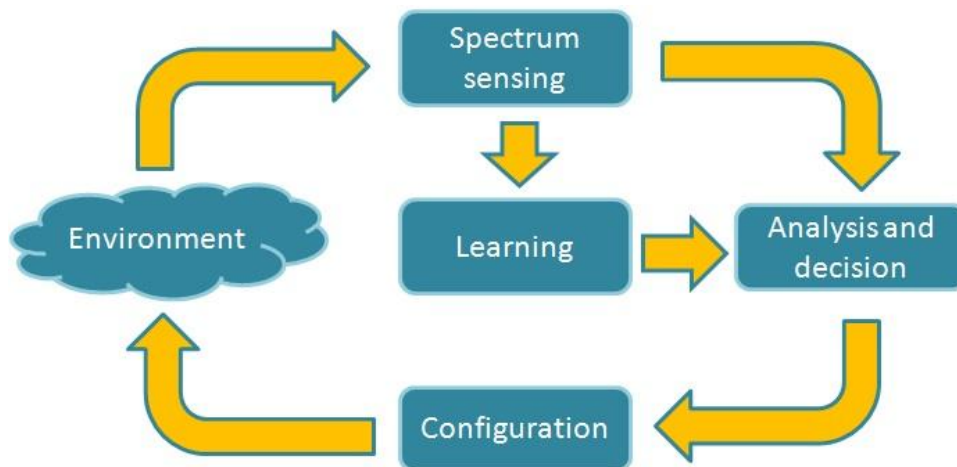 Spectrum
sensing
Environment
Learning
Analysis and
decision
Configuration